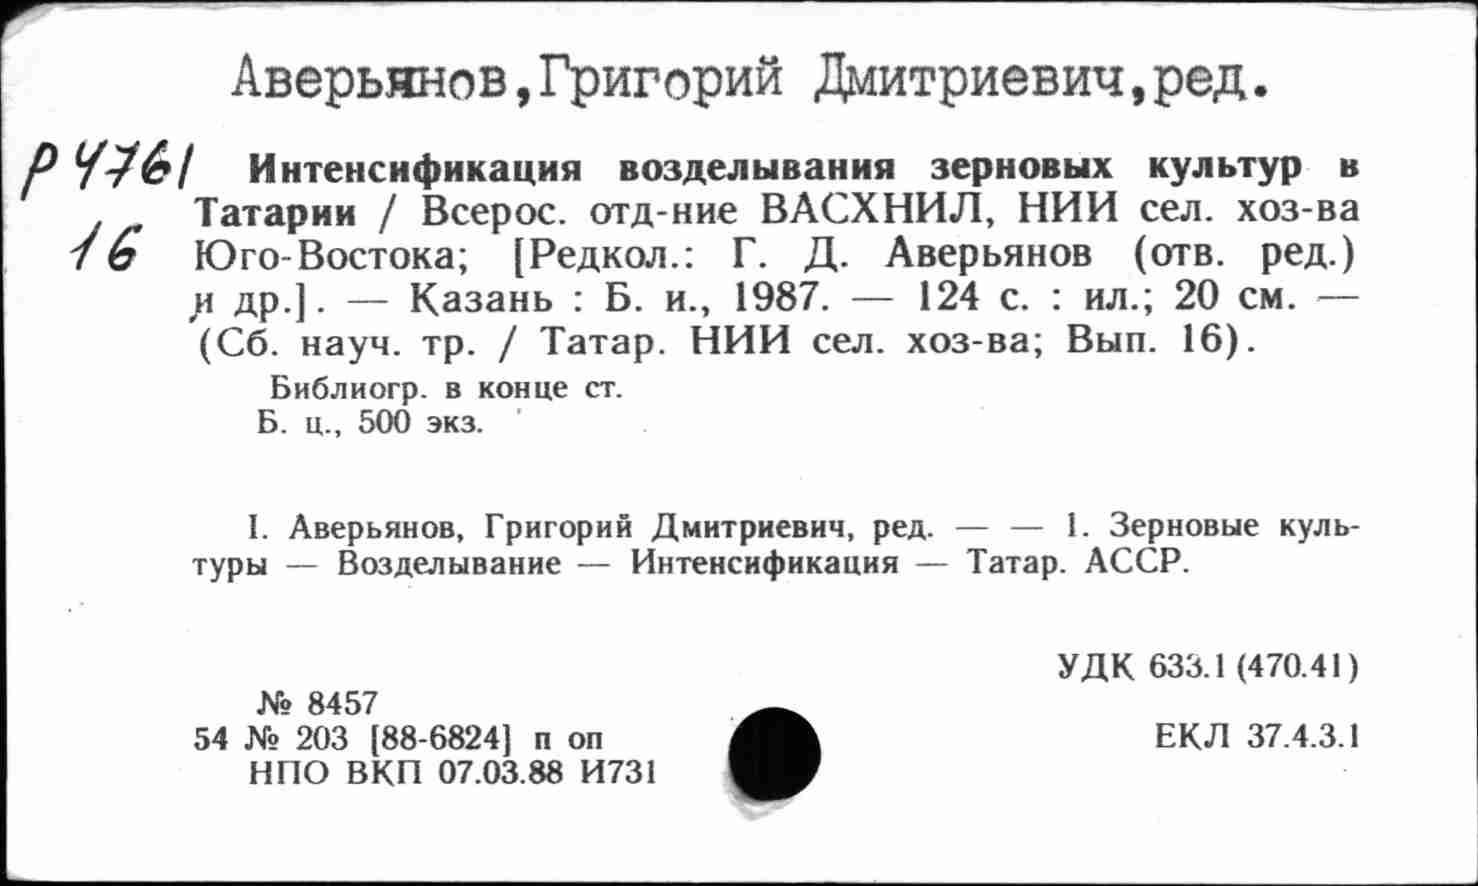 Аверьянов,Григорий Дмитриевич,ред.
Р4761
16
Интенсификация возделывания зерновых культур в
Татарии / Всерос. отд-ние ВАСХНИЛ, НИИ сел. хоз-ва
Юго-Востока; [Редкол.: Г. Д. Аверьянов (отв. ред.)
и др.]. — Казань : Б. и., 1987. — 124 с. : ил.; 20 см. —
(Сб. науч. тр. / Татар. НИИ сел. хоз-ва; Вып. 16).
Библиогр. в конце ст.
Б. ц., 500 экз.
I. Аверьянов, Григорий Дмитриевич, ред. — — 1. Зерновые куль-
туры — Возделывание — Интенсификация — Татар. АССР.
УДК 633.1 (470.41)
№ 8457
54 № 203 [88-6824] п оп
ЕКЛ 37.4.3.1
НПО ВКП 07.03.88 И731